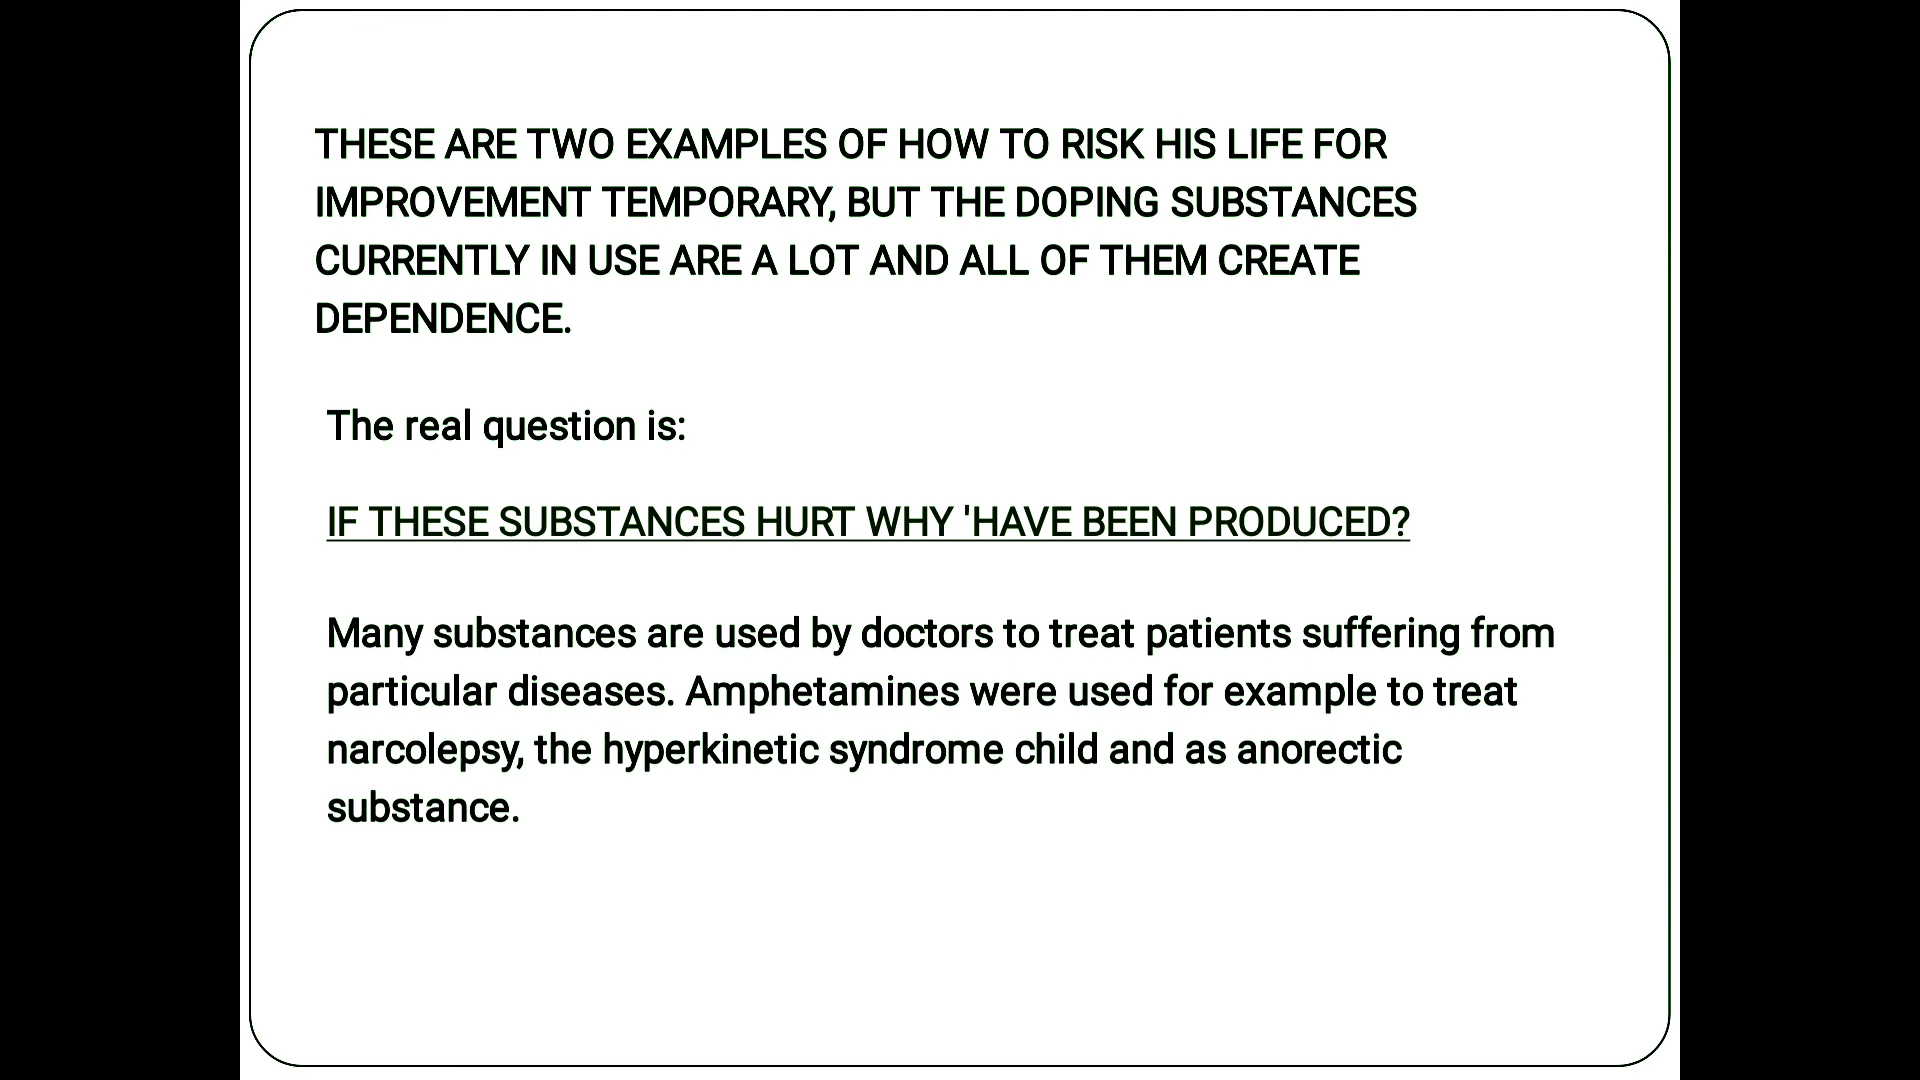 THESE ARE TWO EXAMPLES OF HOW TO RISK HIS LIFE FOR
IMPROVEMENT TEMPORARY, BUT THE DOPING SUBSTANCES
CURRENTLY IN USE ARE A LOT AND ALL OF THEM CREATE
DEPENDENCE.
The real question is:
IF THESE SUBSTANCES HURT WHY 'HAVE BEEN PRODUCED?
Many substances are used by doctors to treat patients suffering from
particular diseases. Amphetamines were used for example to treat
narcolepsy, the hyperkinetic syndrome child and as anorectic
substance.